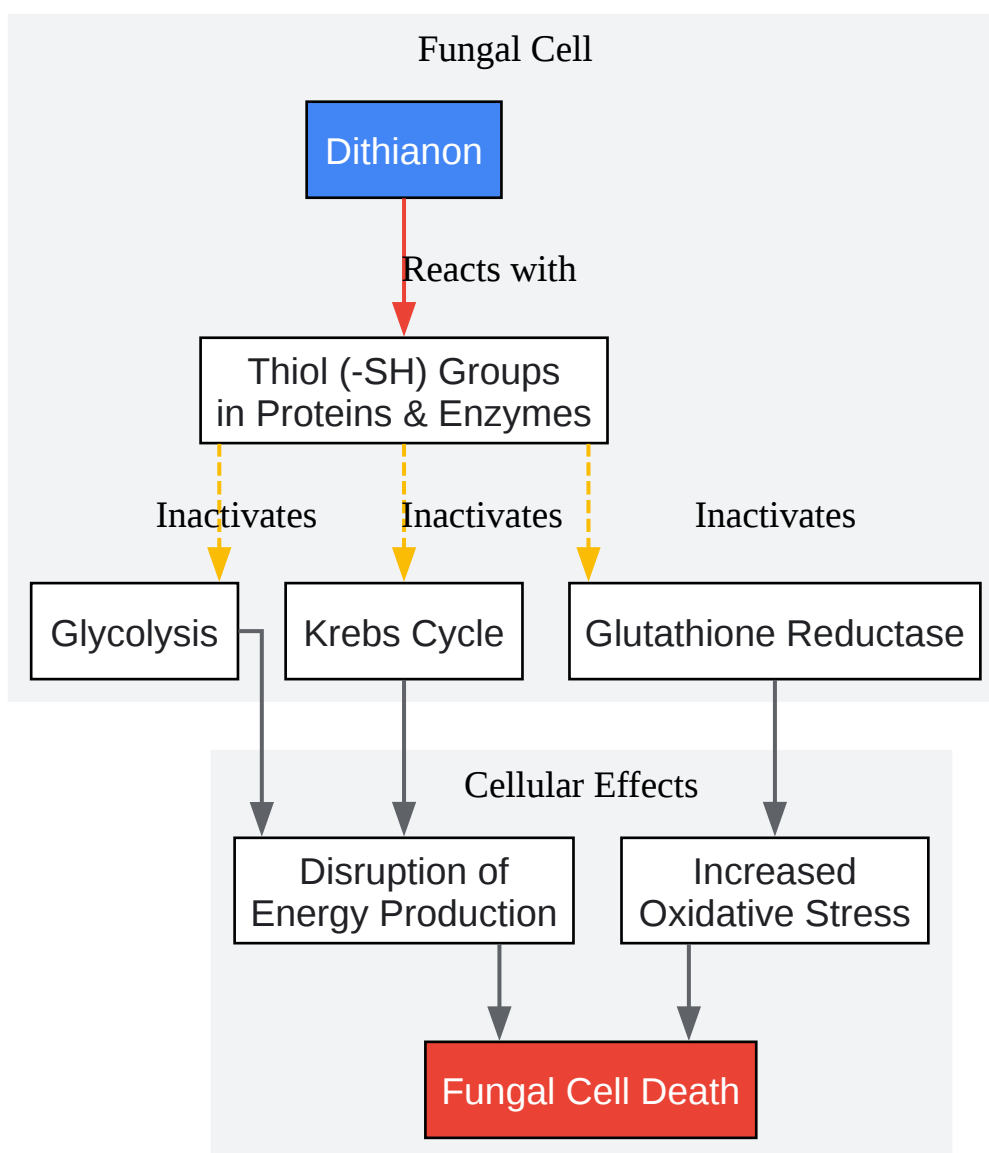 Fungal Cell
Dithianon
Reacts with
Thiol (-SH) Groups
in Proteins & Enzymes
Inactivates
Inactivates
Inactivates
Glycolysis
Krebs Cycle
Glutathione Reductase
Cellular Effects
Disruption of
Energy Production
Increased
Oxidative Stress
Fungal Cell Death